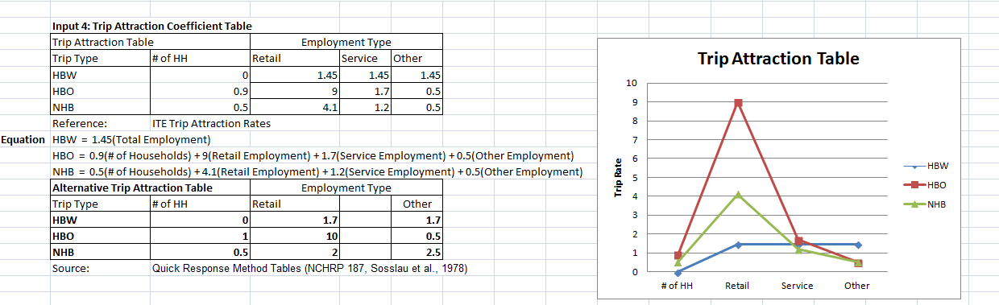 Input 4: Trip Attraction Coefficient Table
Trip Attraction Table Employment Type
Trip Type # of HH Retail Service Other
HBW 0 1.45 1.45 1.45
HBO 0.9 9 1.7 0.5
NHB 0.5 4.1 1.2 0.5
Reference: ITE Trip Attraction Rates
Equation HBW = 1.45(Total Employment)
HBO = 0.9(# of Households) + 9(Retail Employment) + 1.7(Service Employment) + 0.5(Other Employment)
NHB = 0.5(# of Households) + 4.1(Retail Employment) + 1.2(Service Employment) + 0.5(Other Employment)
Alternative Trip Attraction Table Employment Type
Trip Type # of HH Retail Other
HBW 0 1.7 1.7
HBO 1 10 0.5
NHB 0.5 2 2.5
Source: Quick Response Method Tables (NCHRP 187, Sosslau et al., 1978)
Trip Attraction Table
Trip Rate
10
9
8
7
6
5
4
3
2
1
0
# of HH Retail Service Other
HBW
HBO
NHB